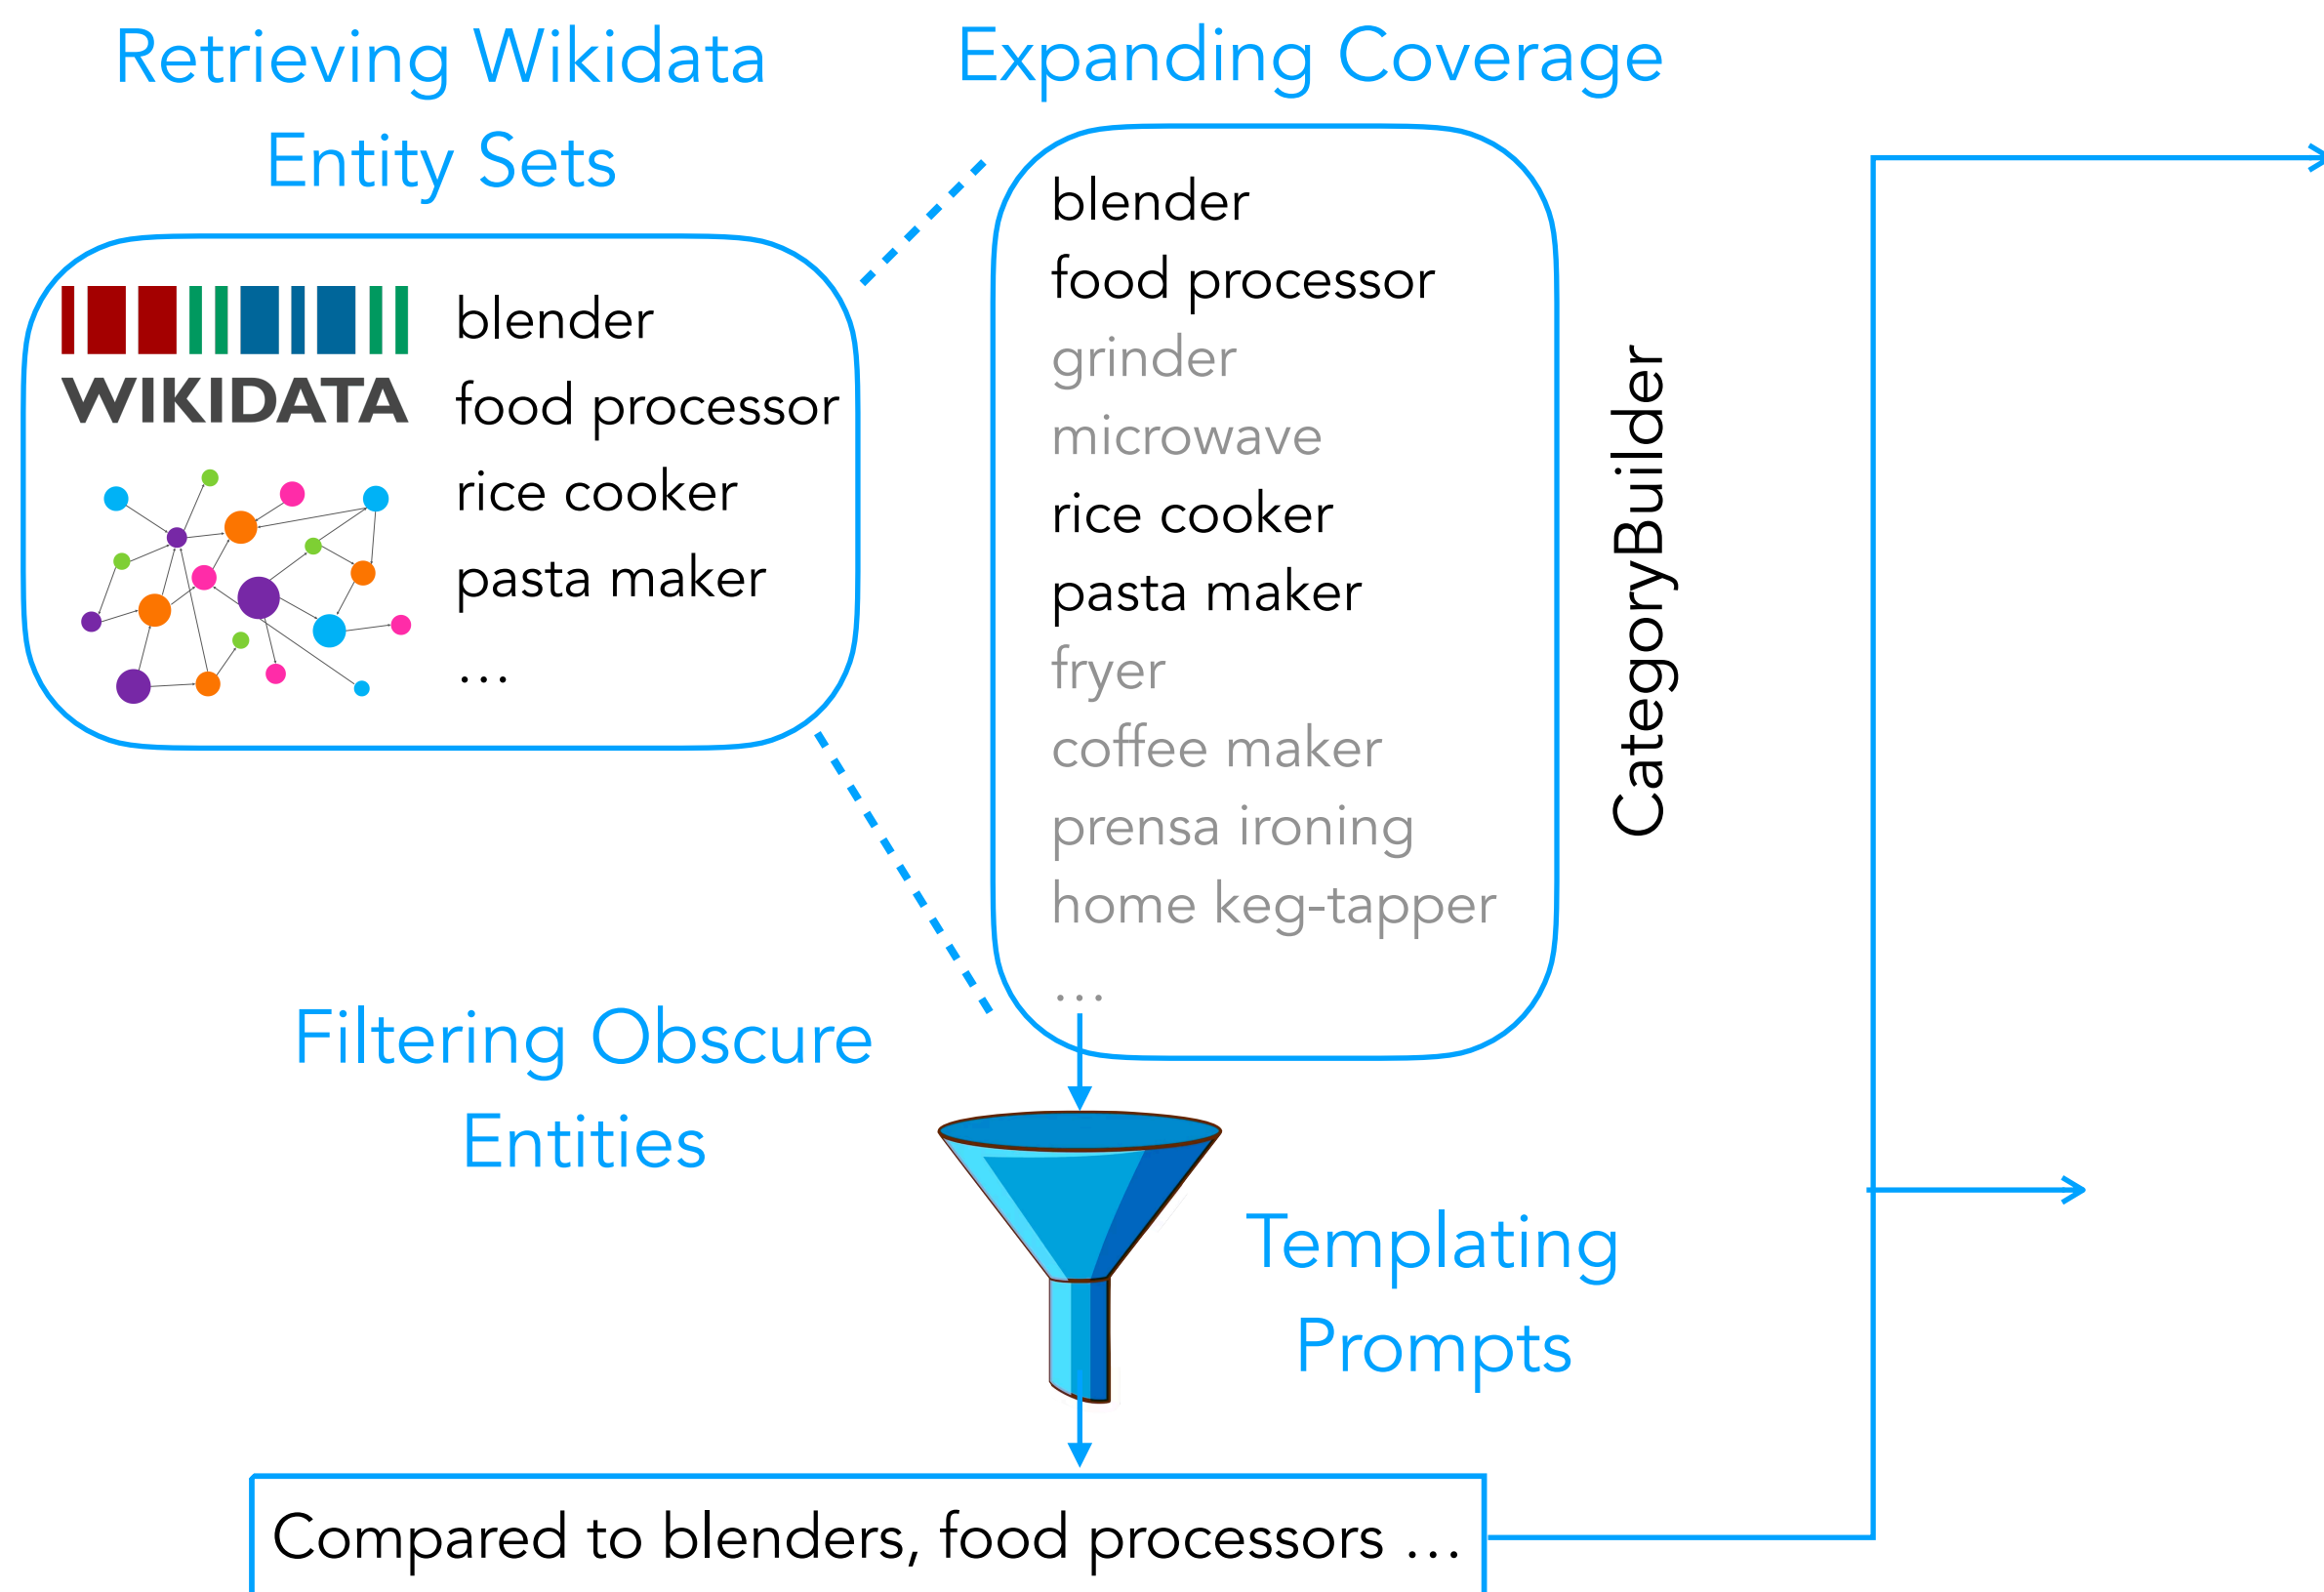 Retrieving Wikidata
Entity Sets
WIKIDATA
blender
food processor
rice cooker
pasta maker
...
Expanding Coverage
blender
food processor
grinder
microwave
rice cooker
pasta maker
fryer
coffee maker
prensa ironing
home keg-tapper
...
CategoryBuilder
Filtering Obscure
Entities
Templating
Prompts
Compared to blenders, food processors ...